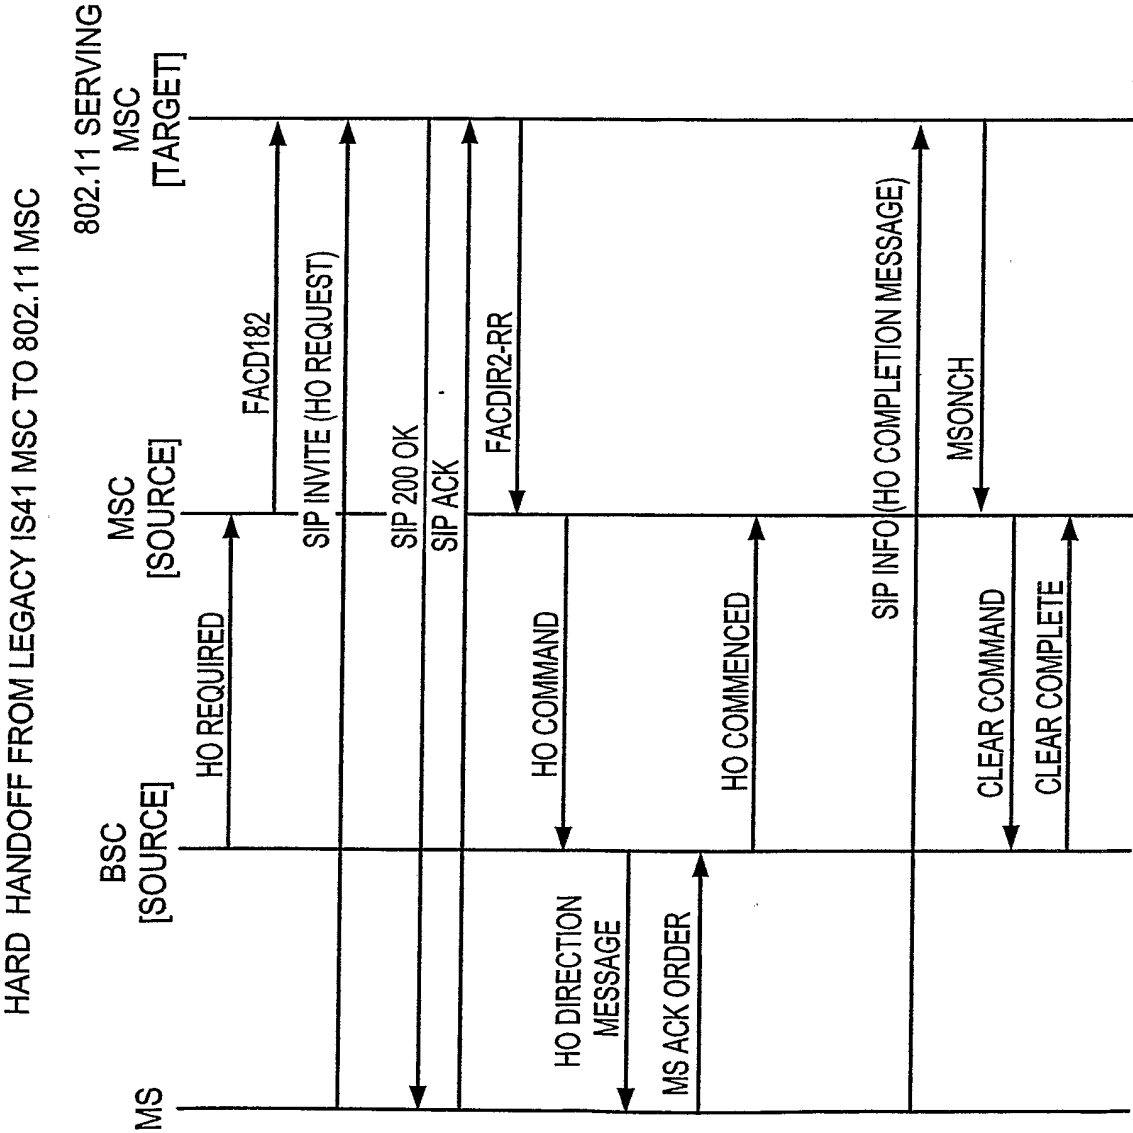 HARD HANDOFF FROM LEGACY IS41 MSC TO 802.11 MSC
MS
BSC
[SOURCE]
MSC
[SOURCE]
802.11 SERVING
MSC
[TARGET]
HO REQUIRED
FACD182
SIP INVITE (HO REQUEST)
SIP 200 OK
SIP ACK
FACDIR2-RR
HO COMMAND
HO DIRECTION
MESSAGE
MS ACK ORDER
HO COMMENCED
SIP INFO (HO COMPLETION MESSAGE)
MSONCH
CLEAR COMMAND
CLEAR COMPLETE